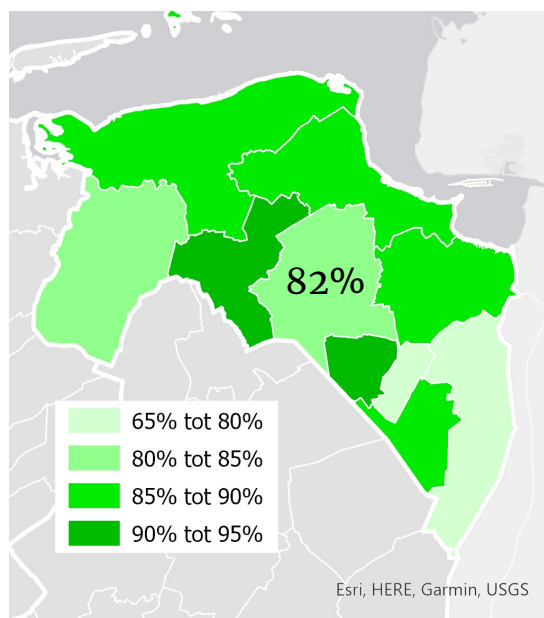 82%
65% tot 80%
80% tot 85%
85% tot 90%
90% tot 95%
Esri, HERE, Garmin, USGS